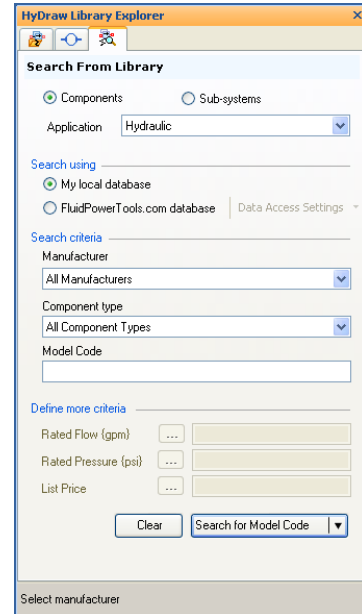 HyDraw Library Explorer
Search From Library
Components Sub-systems
Application Hydraulic
Search using
My local database
FluidPowerTools.com database Data Access Settings
Search criteria
Manufacturer
All Manufacturers
Component type
All Component Types
Model Code
Define more criteria
Rated Flow {gpm} ...
Rated Pressure {psi} ...
List Price ...
Clear Search for Model Code
Select manufacturer